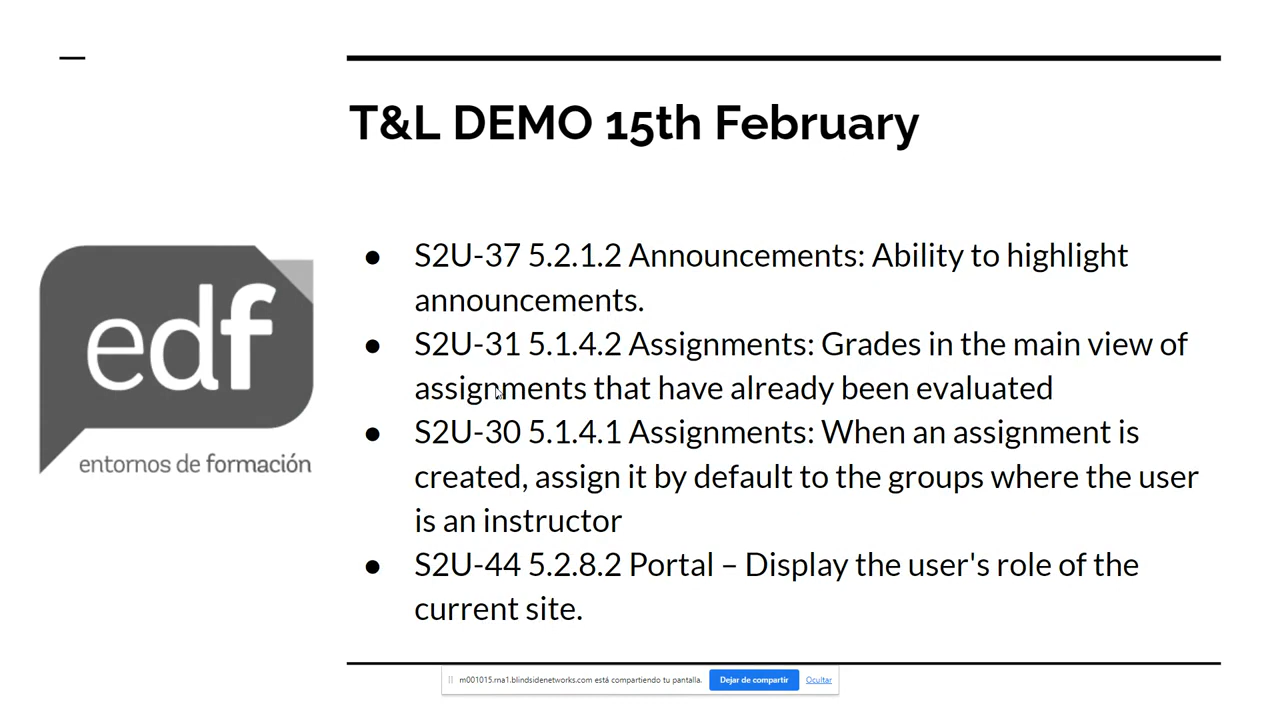 T&L DEMO 15th February
edf
entornos de formación
● S2U-37 5.2.1.2 Announcements: Ability to highlight
announcements.
● S2U-31 5.1.4.2 Assignments: Grades in the main view of
assignments that have already been evaluated
● S2U-30 5.1.4.1 Assignments: When an assignment is
created, assign it by default to the groups where the user
is an instructor
● S2U-44 5.2.8.2 Portal – Display the user's role of the
current site.
m001015.rna1.blindsidenetworks.com está compartiendo tu pantalla. Dejar de compartir Ocultar